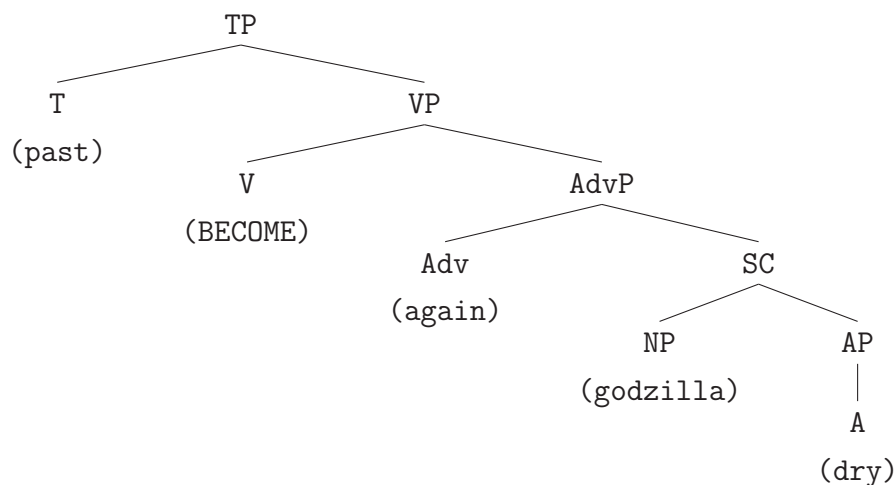 TP
T VP
(past)
V AdvP
(BECOME)
Adv SC
(again)
NP AP
(godzilla)
A
(dry)